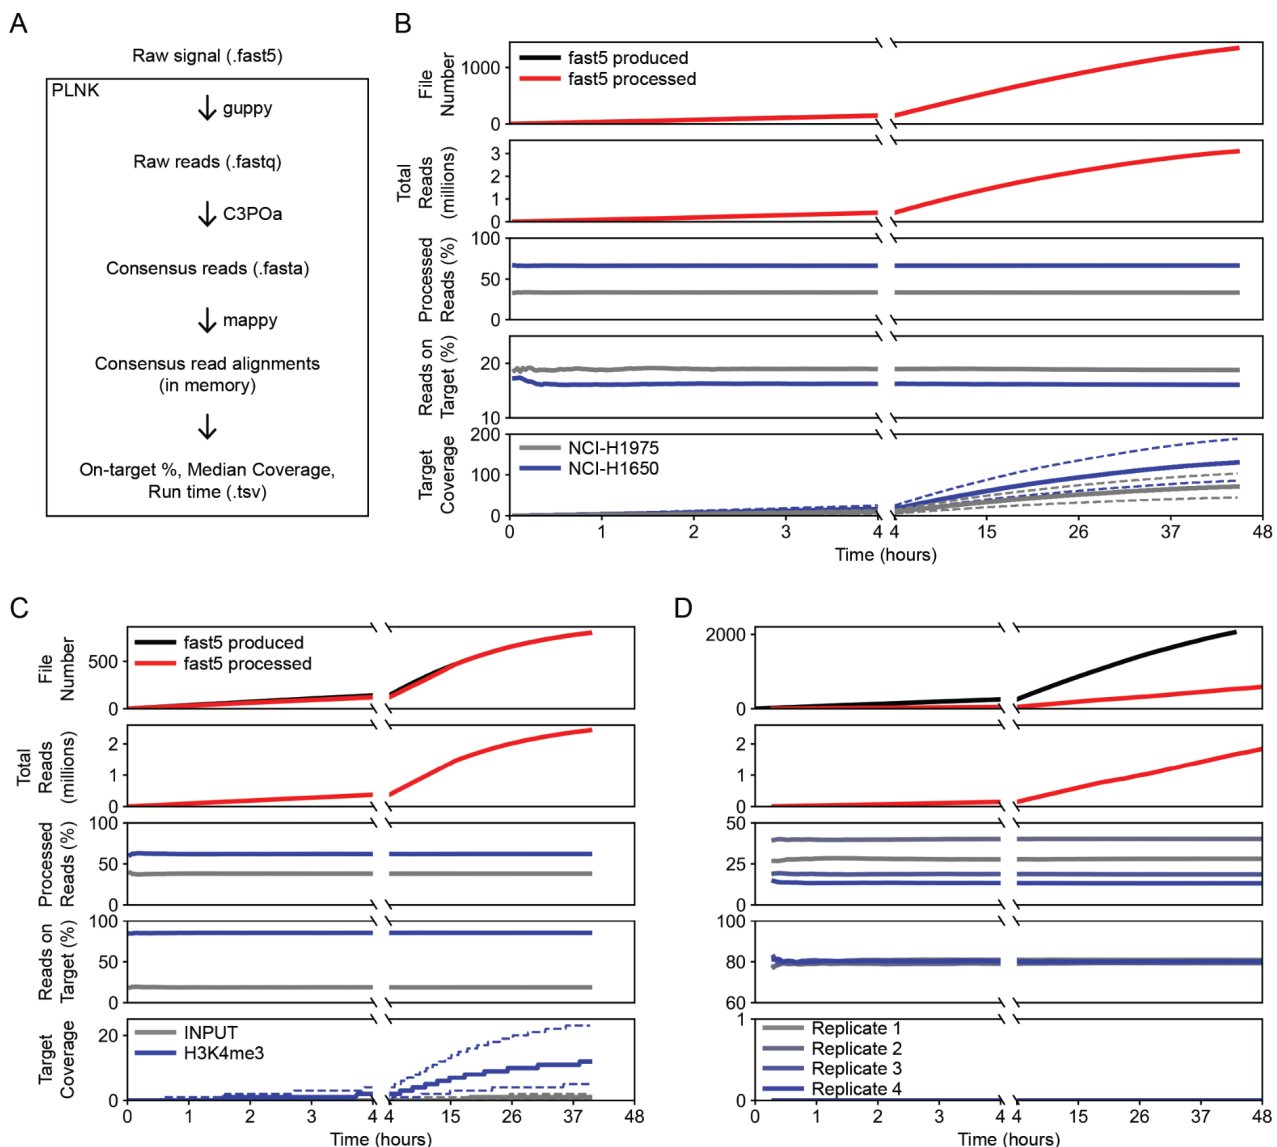 A
Raw signal (.fast5)
PLNK
guppy
Raw reads (.fastq)
C3POa
Consensus reads (.fasta)
mappy
Consensus read alignments
(in memory)
On-target %, Median Coverage,
Run time (.tsv)
B
fast5 produced
fast5 processed
File
Number
1000
0
Total
Reads
(millions)
3
2
1
0
Processed
Reads (%)
100
50
0
Reads on
Target (%)
20
10
Target
Coverage
200
100
0
NCI-H1975
NCI-H1650
0 1 2 3 4 4 15 26 37 48
Time (hours)
C
fast5 produced
fast5 processed
File
Number
500
0
Total
Reads
(millions)
2
1
0
Processed
Reads (%)
100
50
0
Reads on
Target (%)
100
50
0
Target
Coverage
20
0
INPUT
H3K4me3
0 1 2 3 4 4 15 26 37 48
Time (hours)
D
2000
0
2
1
0
50
25
0
100
80
60
1
0
Replicate 1
Replicate 2
Replicate 3
Replicate 4
0 1 2 3 4 4 15 26 37 48
Time (hours)